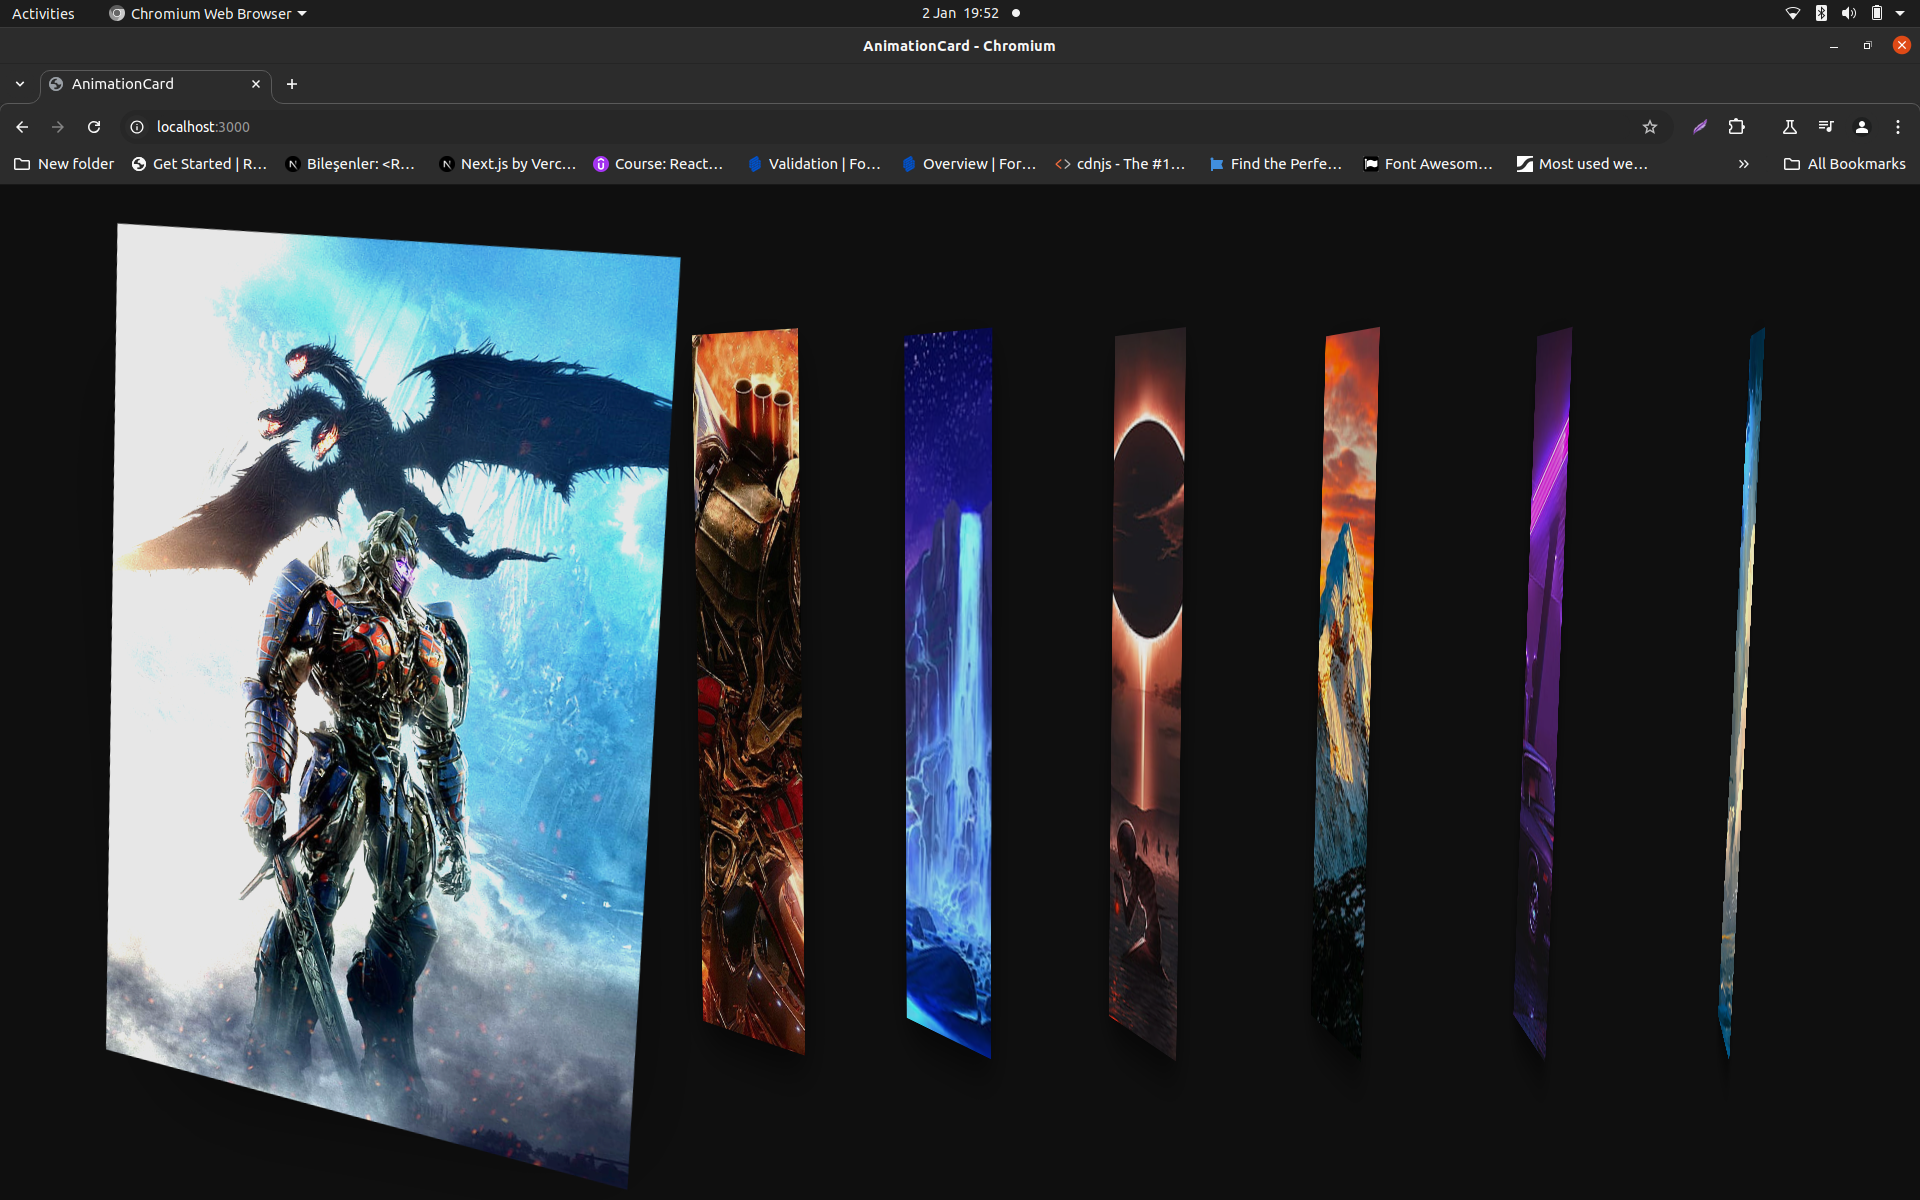 Activities Chromium Web Browser 2 Jan 19:52
AnimationCard - Chromium
AnimationCard
localhost:3000
New folder Get Started | R... Bileşenler: <R... Next.js by Verc... Course: React... Validation | Fo... Overview | For... cdnjs - The #1... Find the Perfe... Font Awesom... Most used we... » All Bookmarks